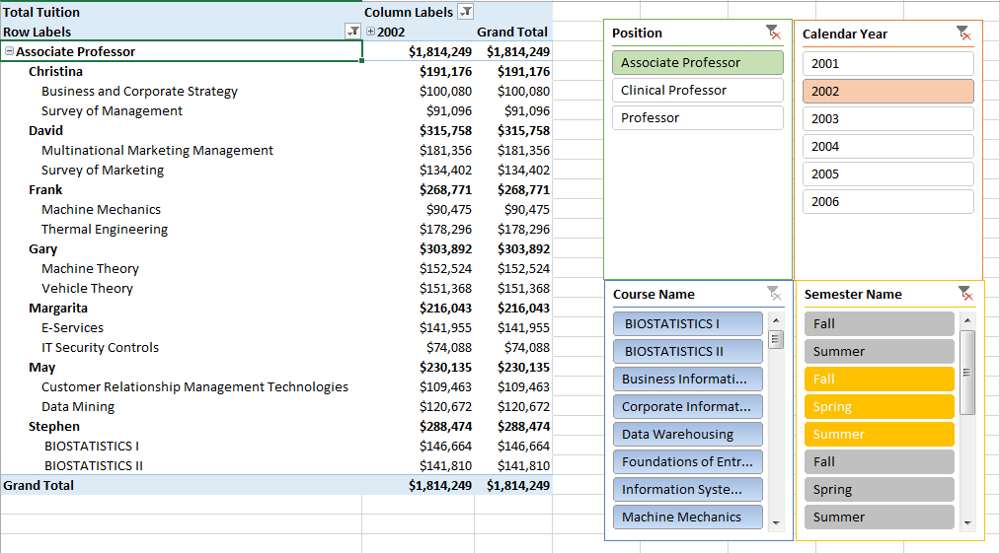 Total Tuition Column Labels
Row Labels 2002 Grand Total
Associate Professor $1,814,249 $1,814,249
Christina $191,176 $191,176
Business and Corporate Strategy $100,080 $100,080
Survey of Management $91,096 $91,096
David $315,758 $315,758
Multinational Marketing Management $181,356 $181,356
Survey of Marketing $134,402 $134,402
Frank $268,771 $268,771
Machine Mechanics $90,475 $90,475
Thermal Engineering $178,296 $178,296
Gary $303,892 $303,892
Machine Theory $152,524 $152,524
Vehicle Theory $151,368 $151,368
Margarita $216,043 $216,043
E-Services $141,955 $141,955
IT Security Controls $74,088 $74,088
May $230,135 $230,135
Customer Relationship Management Technologies $109,463 $109,463
Data Mining $120,672 $120,672
Stephen $288,474 $288,474
BIOSTATISTICS I $146,664 $146,664
BIOSTATISTICS II $141,810 $141,810
Grand Total $1,814,249 $1,814,249
Position
Associate Professor
Clinical Professor
Professor
Calendar Year
2001
2002
2003
2004
2005
2006
Course Name
BIOSTATISTICS I
BIOSTATISTICS II
Business Informati...
Corporate Informat...
Data Warehousing
Foundations of Entr...
Information Syste...
Machine Mechanics
Semester Name
Fall
Summer
Fall
Spring
Summer
Fall
Spring
Summer